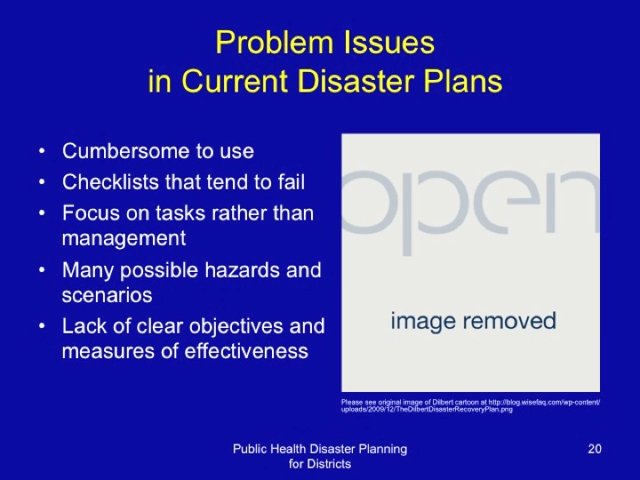 Problem Issues
in Current Disaster Plans
• Cumbersome to use
• Checklists that tend to fail
• Focus on tasks rather than
management
• Many possible hazards and
scenarios
• Lack of clear objectives and
measures of effectiveness
open
image removed
Please see original image of Dilbert cartoon at http://blog.wisefaq.com/wp-content/
uploads/2009/12/TheDilbertDisasterRecoveryPlan.png
Public Health Disaster Planning
for Districts
20